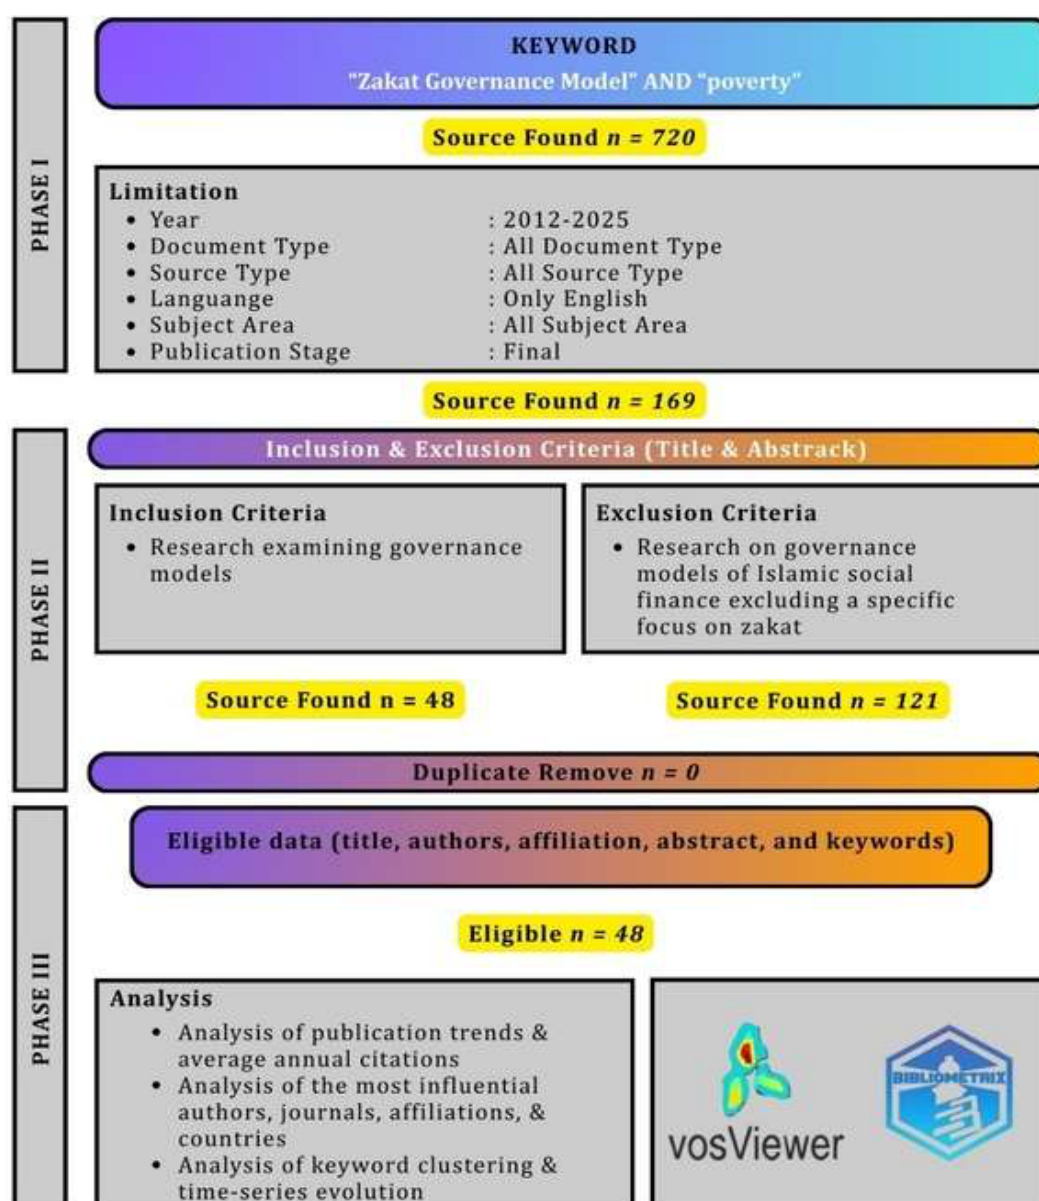 PHASE I
KEYWORD
"Zakat Governance Model" AND "poverty"
Source Found n = 720
Limitation
• Year : 2012-2025
• Document Type : All Document Type
• Source Type : All Source Type
• Languange : Only English
• Subject Area : All Subject Area
• Publication Stage : Final
Source Found n = 169
PHASE II
Inclusion & Exclusion Criteria (Title & Abstrack)
Inclusion Criteria
• Research examining governance
models
Exclusion Criteria
• Research on governance
models of Islamic social
finance excluding a specific
focus on zakat
Source Found n = 48
Source Found n = 121
Duplicate Remove n = 0
PHASE III
Eligible data (title, authors, affiliation, abstract, and keywords)
Eligible n = 48
Analysis
• Analysis of publication trends &
average annual citations
• Analysis of the most influential
authors, journals, affiliations, &
countries
• Analysis of keyword clustering &
time-series evolution
vosViewer
BIBLIOMETRIX